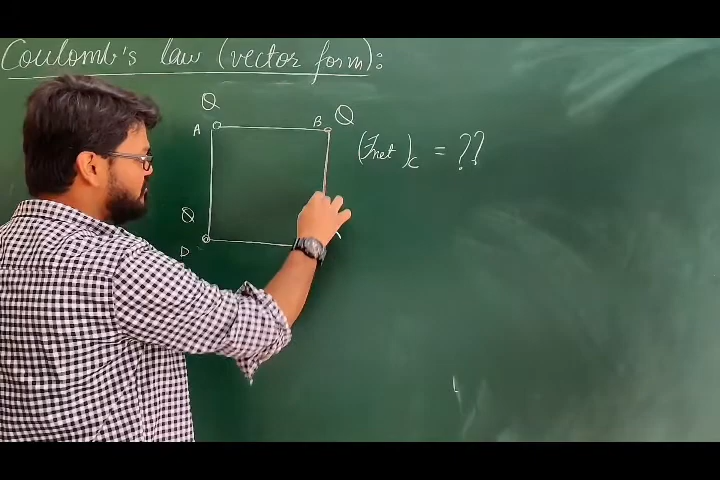 Coulomb's law (vector form):
Q
Q
A
B
(Fnet)c = ??
Q
D